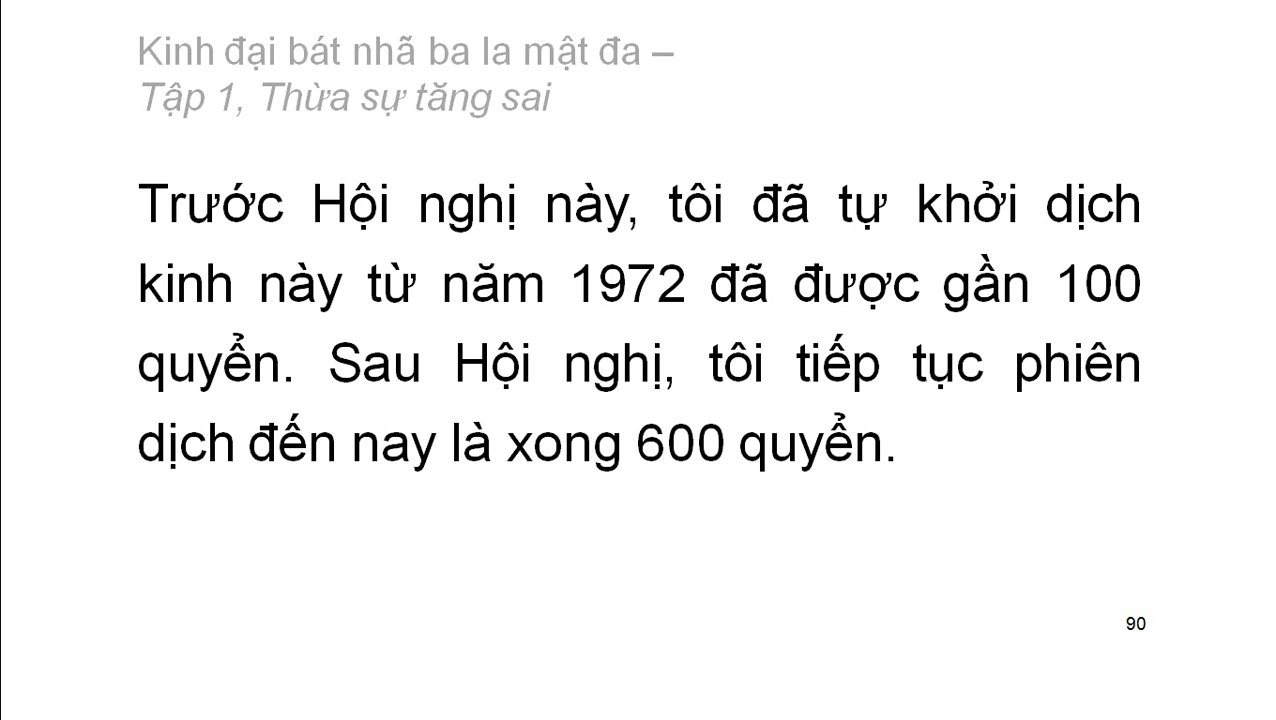 Kinh đại bát nhã ba la mật đa –
Tập 1, Thừa sự tăng sai
Trước Hội nghị này, tôi đã tự khởi dịch
kinh này từ năm 1972 đã được gần 100
quyển. Sau Hội nghị, tôi tiếp tục phiên
dịch đến nay là xong 600 quyển.
90